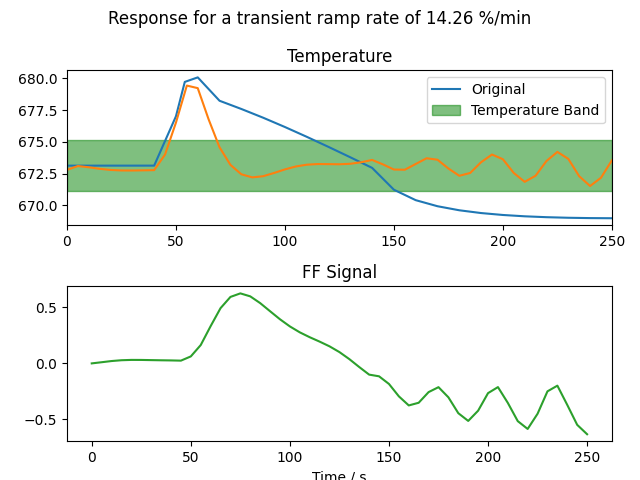 Response for a transient ramp rate of 14.26 %/min
Temperature
680.0
677.5
675.0
672.5
670.0
Original
Temperature Band
0 50 100 150 200 250
FF Signal
0.5
0.0
−0.5
0 50 100 150 200 250
Time / s